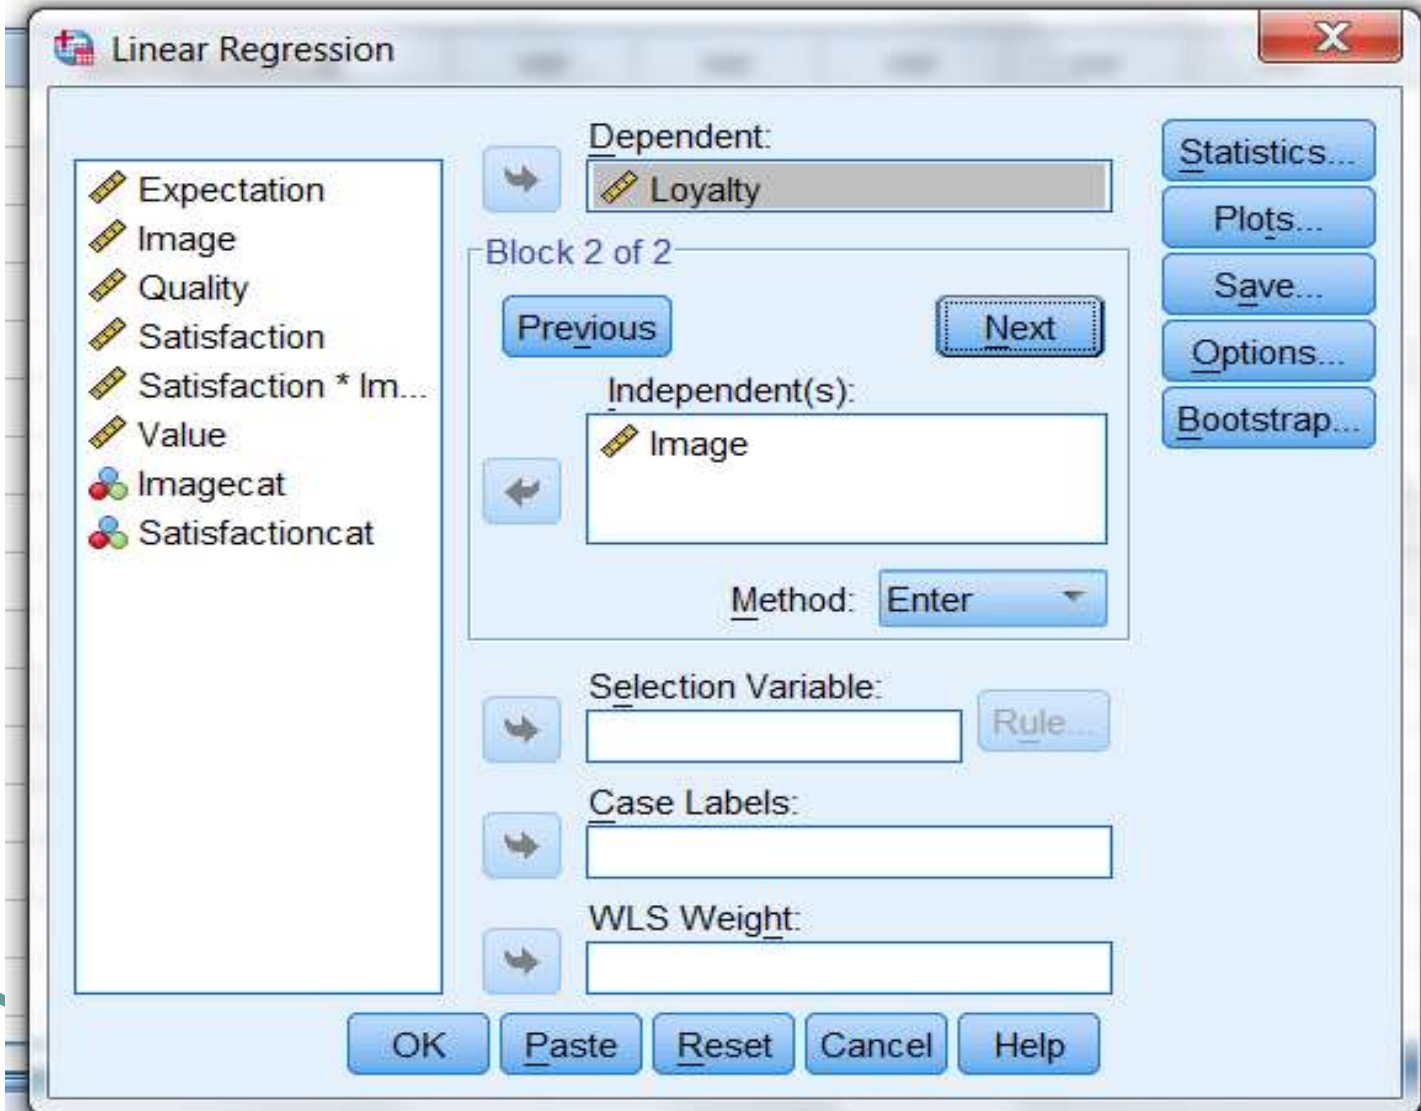 Linear Regression
Expectation
Image
Quality
Satisfaction
Satisfaction * Im...
Value
Imagecat
Satisfactioncat
Dependent:
Loyalty
Block 2 of 2
Previous
Next
Independent(s):
Image
Method: Enter
Selection Variable:
Rule...
Case Labels:
WLS Weight:
Statistics...
Plots...
Save...
Options...
Bootstrap...
OK Paste Reset Cancel Help